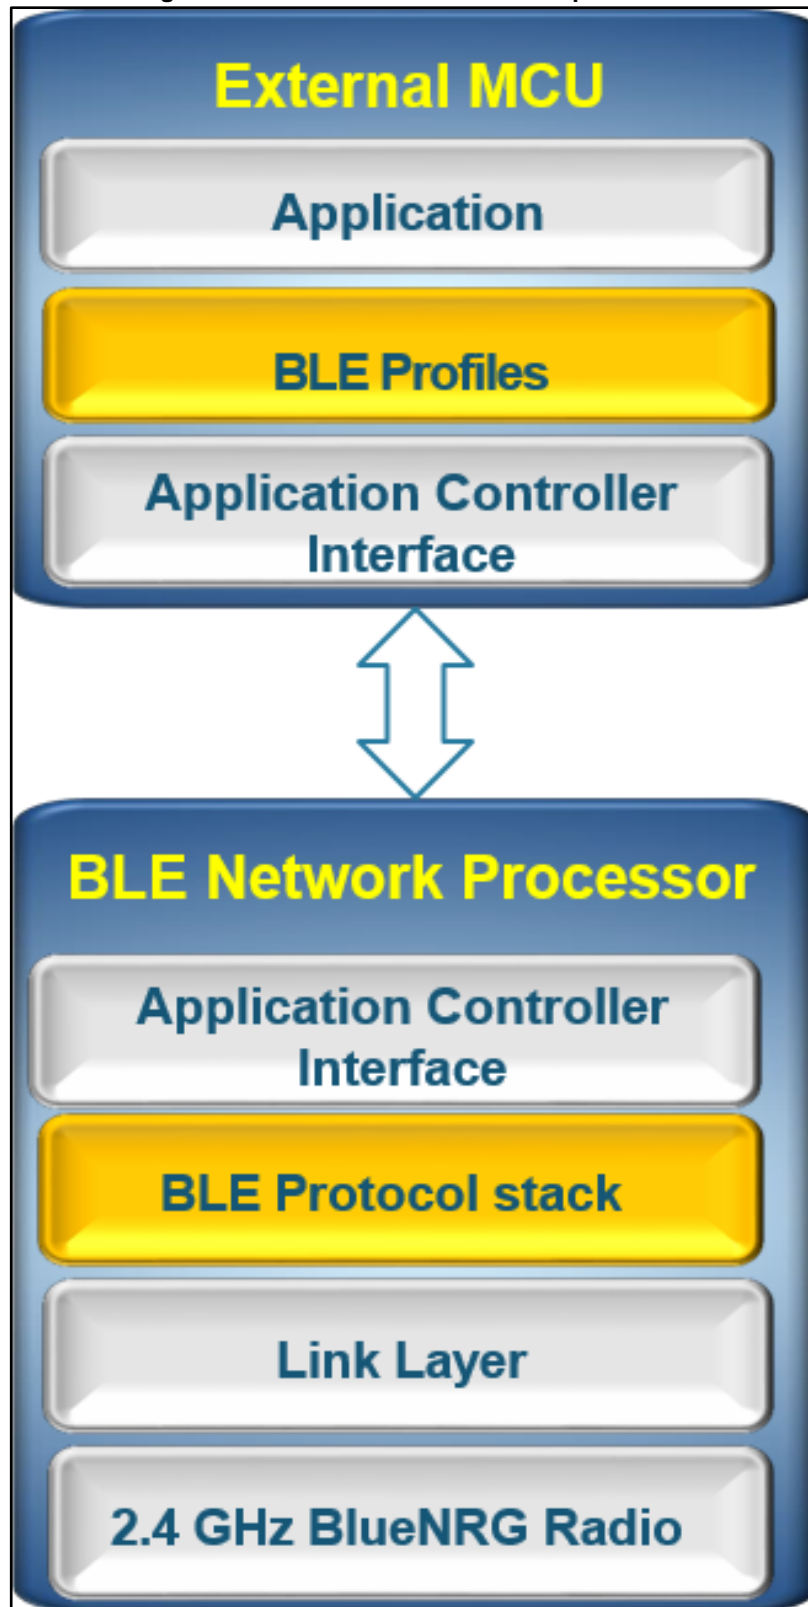 External MCU
Application
BLE Profiles
Application Controller
Interface
BLE Network Processor
Application Controller
Interface
BLE Protocol stack
Link Layer
2.4 GHz BlueNRG Radio